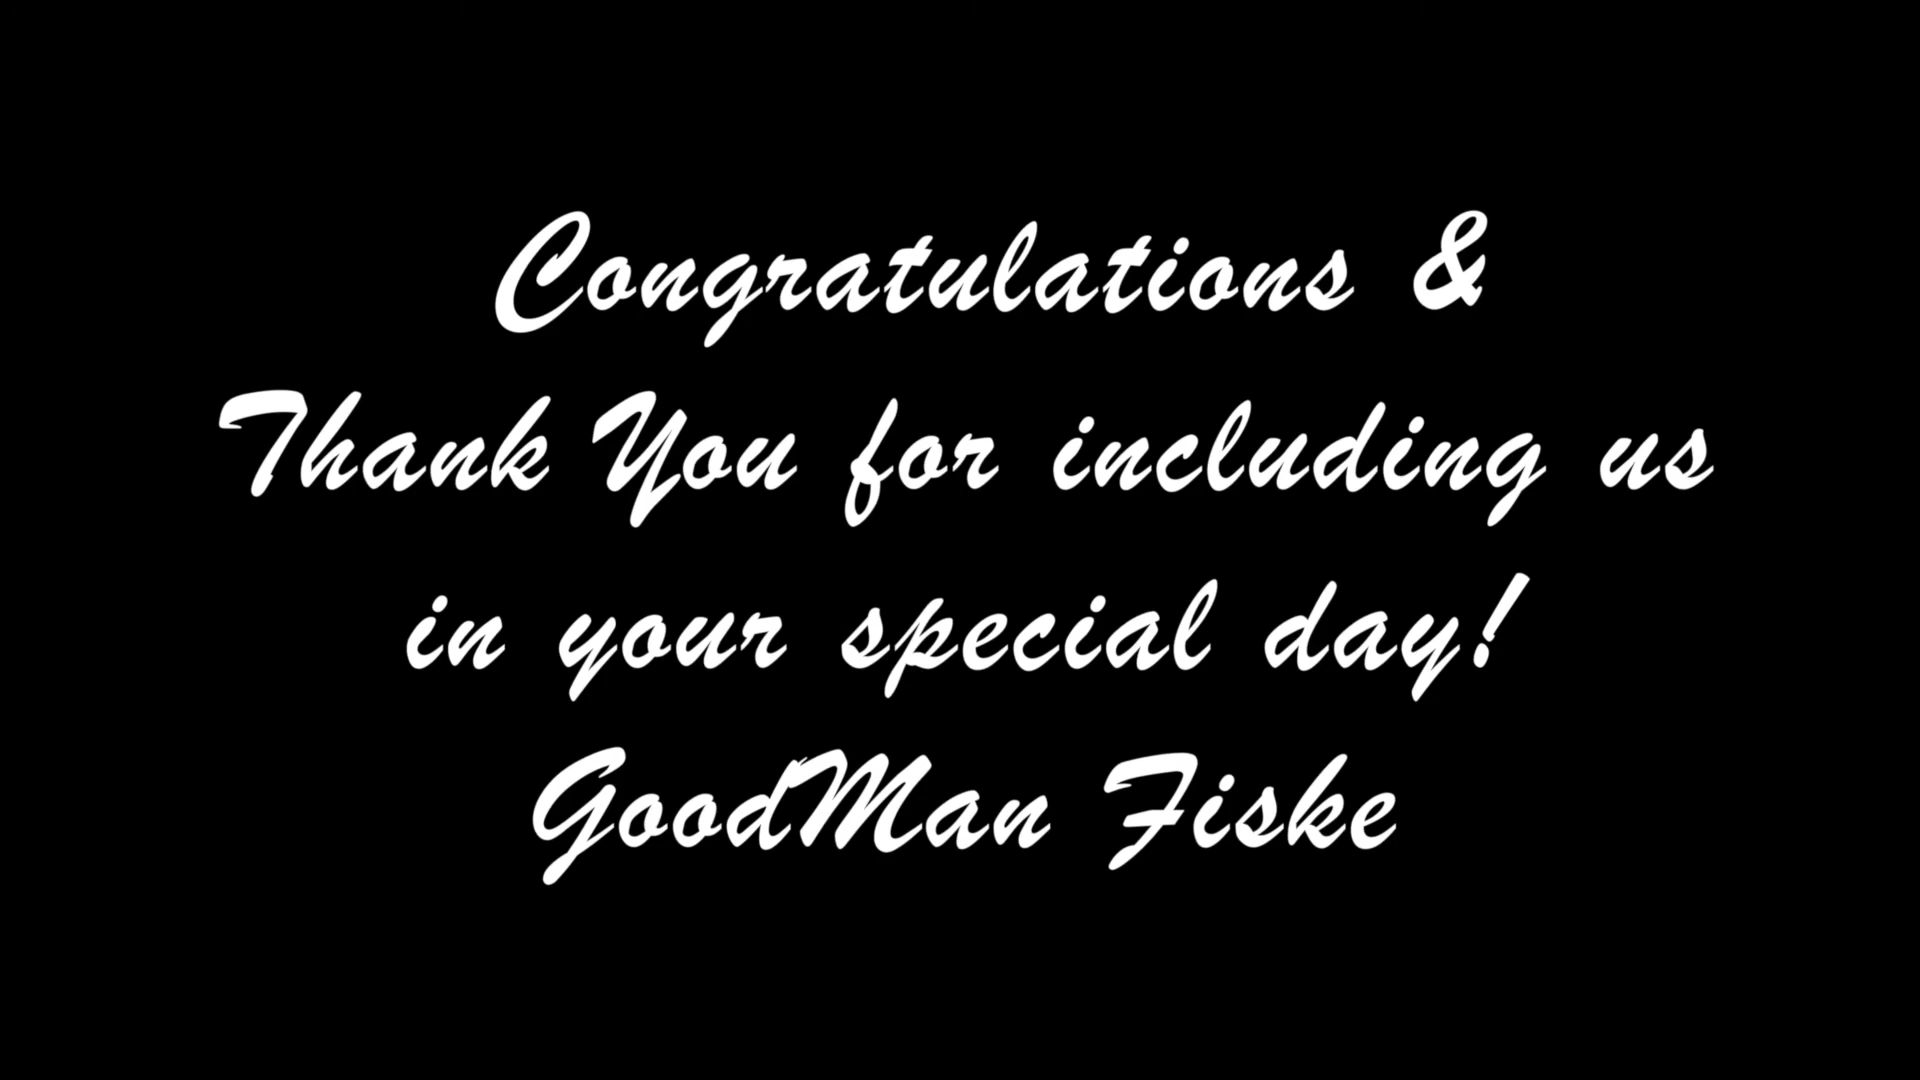 Congratulations &
Thank You for including us
in your special day!
GoodMan Fiske